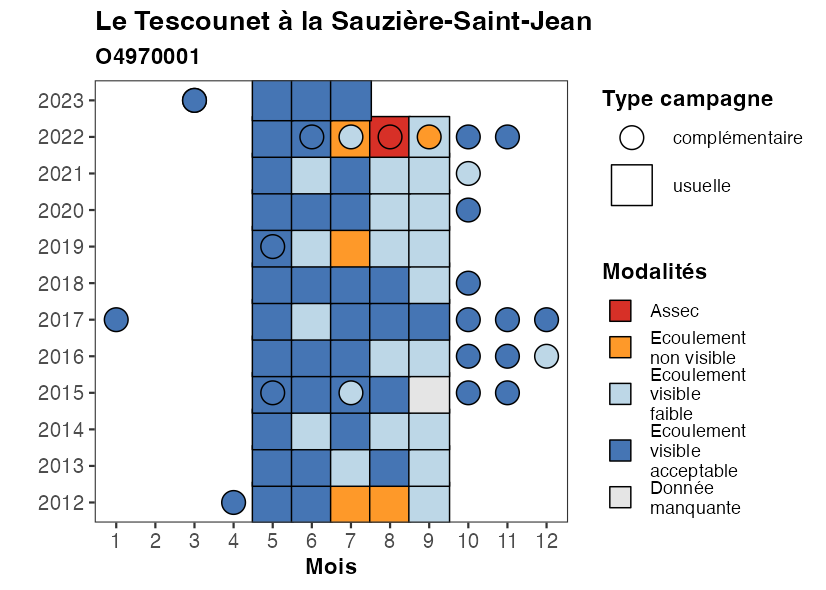 Le Tescounet à la Sauzière-Saint-Jean
O4970001
2023
2022
2021
2020
2019
2018
2017
2016
2015
2014
2013
2012
1 2 3 4 5 6 7 8 9 10 11 12
Mois
Type campagne
complémentaire
usuelle
Modalités
Assec
Ecoulement
non visible
Ecoulement
visible
faible
Ecoulement
visible
acceptable
Donnée
manquante